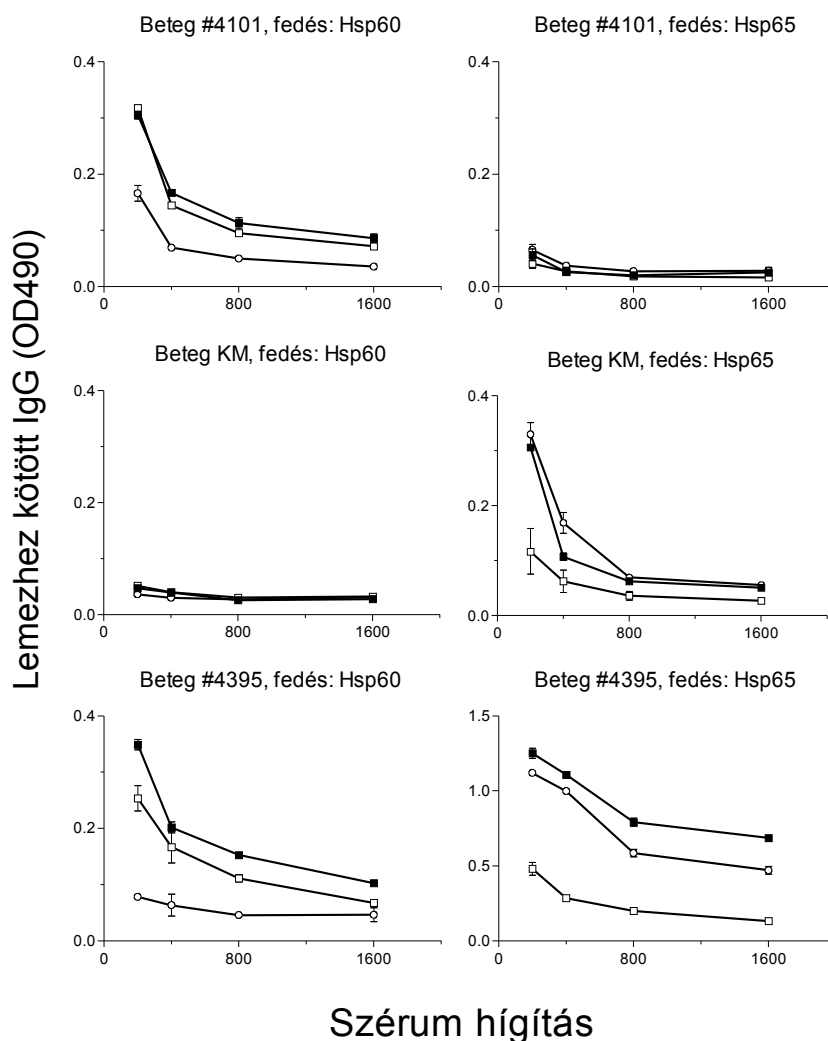 Beteg #4101, fedés: Hsp60
Beteg #4101, fedés: Hsp65
0.4
0.2
0.0
0 800 1600
0.4
0.2
0.0
0 800 1600
Lemezhez kötött IgG (OD490)
Beteg KM, fedés: Hsp60
Beteg KM, fedés: Hsp65
0.4
0.2
0.0
0 800 1600
0.4
0.2
0.0
0 800 1600
Beteg #4395, fedés: Hsp60
Beteg #4395, fedés: Hsp65
0.4
0.2
0.0
0 800 1600
1.5
1.0
0.5
0.0
0 800 1600
Szérum hígítás